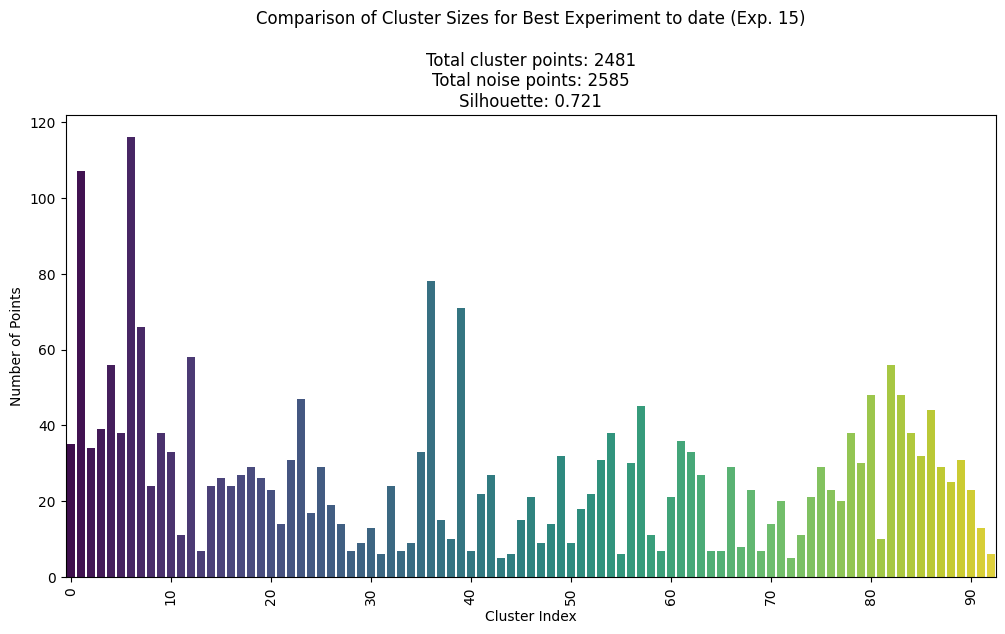 Comparison of Cluster Sizes for Best Experiment to date (Exp. 15)
Total cluster points: 2481
Total noise points: 2585
Silhouette: 0.721
120
100
80
60
40
20
0
Number of Points
0 10 20 30 40 50 60 70 80 90
Cluster Index